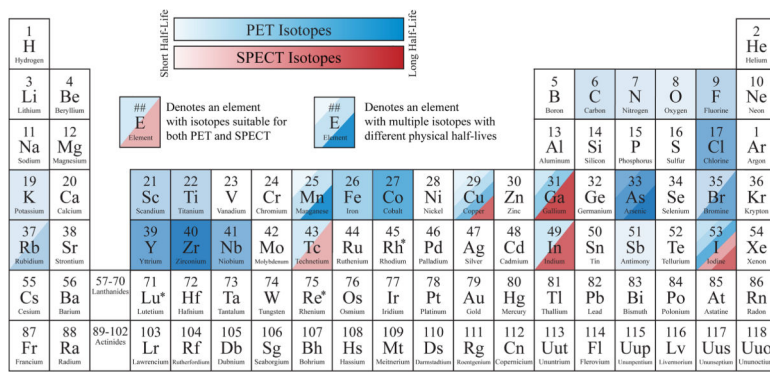 Short Half-Life
PET Isotopes
SPECT Isotopes
Long Half-Life
1
H
Hydrogen
2
He
Helium
##
E
Element
Denotes an element
with isotopes suitable for
both PET and SPECT
##
E
Element
Denotes an element
with multiple isotopes with
different physical half-lives
3 4 5 6 7 8 9 10
Li Be B C N O F Ne
Lithium Beryllium Boron Carbon Nitrogen Oxygen Fluorine Neon
11 12 13 14 15 16 17 1
Na Mg Al Si P S Cl Ar
Sodium Magnesium Aluminum Silicon Phosphorus Sulfur Chlorine Argon
19 20 21 22 23 24 25 26 27 28 29 30 31 32 33 34 35 36
K Ca Sc Ti V Cr Mn Fe Co Ni Cu Zn Ga Ge As Se Br Kr
Potassium Calcium Scandium Titanium Vanadium Chromium Manganese Iron Cobalt Nickel Copper Zinc Gallium Germanium Arsenic Selenium Bromine Krypton
37 38 39 40 41 42 43 44 45 46 47 48 49 50 51 52 53 54
Rb Sr Y Zr Nb Mo Tc Ru Rh* Pd Ag Cd In Sn Sb Te I Xe
Rubidium Strontium Yttrium Zirconium Niobium Molybdenum Technetium Ruthenium Rhodium Palladium Silver Cadmium Indium Tin Antimony Tellurium Iodine Xenon
55 56 57-70 71 72 73 74 75 76 77 78 79 80 81 82 83 84 85 86
Cs Ba Lanthanides Lu* Hf Ta W Re* Os Ir Pt Au Hg Tl Pb Bi Po At Rn
Cesium Barium Lutetium Hafnium Tantalum Tungsten Rhenium Osmium Iridium Platinum Gold Mercury Thallium Lead Bismuth Polonium Astatine Radon
87 88 89-102 103 104 105 106 107 108 109 110 111 112 113 114 115 116 117 118
Fr Ra Actinides Lr Rf Db Sg Bh Hs Mt Ds Rg Cn Uut Fl Uup Lv Uus Uuo
Francium Radium Lawrencium Rutherfordium Dubnium Seaborgium Bohrium Hassium Meitnerium Darmstadtium Roentgenium Copernicium Ununtrium Flerovium Ununpentium Livermorium Ununseptium Ununoctiu